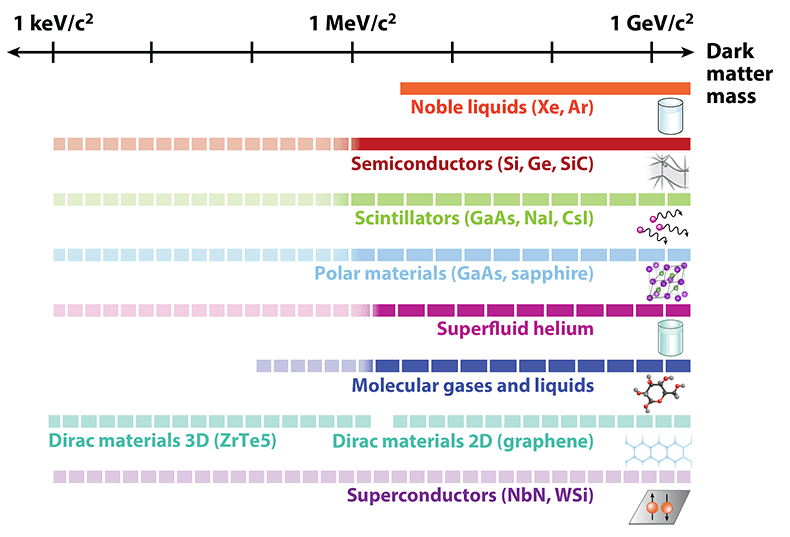 1 keV/c² 1 MeV/c² 1 GeV/c²
Dark
matter
mass
Noble liquids (Xe, Ar)
Semiconductors (Si, Ge, SiC)
Scintillators (GaAs, NaI, CsI)
Polar materials (GaAs, sapphire)
Superfluid helium
Molecular gases and liquids
Dirac materials 3D (ZrTe5) Dirac materials 2D (graphene)
Superconductors (NbN, WSi)